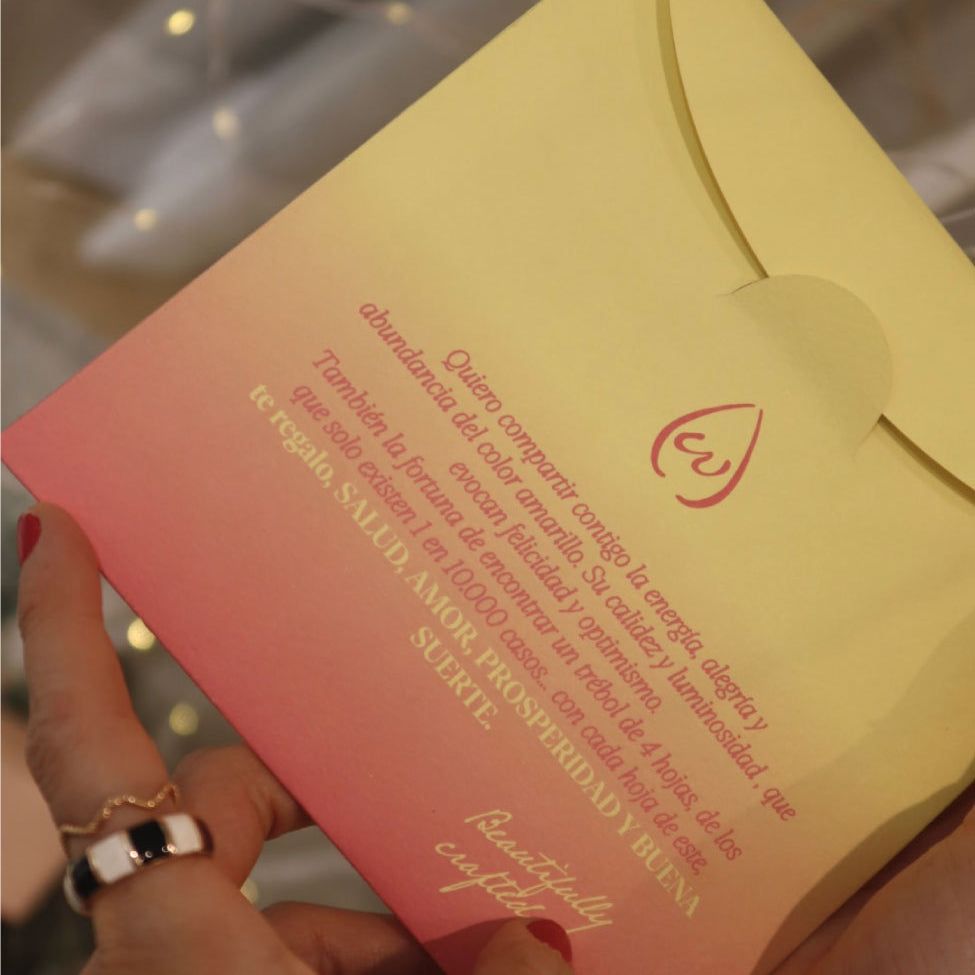 Quiero compartir contigo la energía, alegría y
abundancia del color amarillo. Su calidez y luminosidad , que
evocan felicidad y optimismo.
También la fortuna de encontrar un trébol de 4 hojas, de los
que solo existen 1 en 10.000 casos... con cada hoja de este,
te regalo, SALUD, AMOR, PROSPERIDAD Y BUENA
SUERTE.
Beautifully
crafted